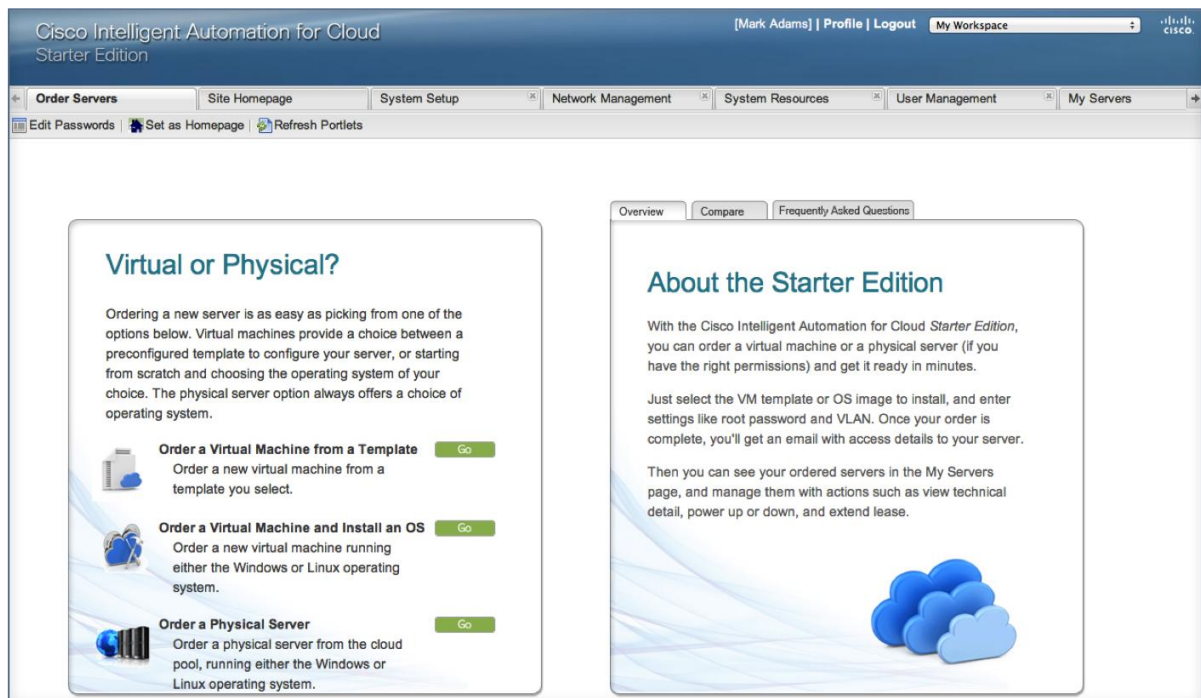 Cisco Intelligent Automation for Cloud
Starter Edition
[Mark Adams] | Profile | Logout
My Workspace
cisco.
Order Servers
Site Homepage
System Setup
Network Management
System Resources
User Management
My Servers
Edit Passwords
Set as Homepage
Refresh Portlets
Virtual or Physical?
Ordering a new server is as easy as picking from one of the
options below. Virtual machines provide a choice between a
preconfigured template to configure your server, or starting
from scratch and choosing the operating system of your
choice. The physical server option always offers a choice of
operating system.
Order a Virtual Machine from a Template
Go
Order a new virtual machine from a
template you select.
Order a Virtual Machine and Install an OS
Go
Order a new virtual machine running
either the Windows or Linux operating
system.
Order a Physical Server
Go
Order a physical server from the cloud
pool, running either the Windows or
Linux operating system.
Overview
Compare
Frequently Asked Questions
About the Starter Edition
With the Cisco Intelligent Automation for Cloud Starter Edition,
you can order a virtual machine or a physical server (if you
have the right permissions) and get it ready in minutes.
Just select the VM template or OS image to install, and enter
settings like root password and VLAN. Once your order is
complete, you'll get an email with access details to your server.
Then you can see your ordered servers in the My Servers
page, and manage them with actions such as view technical
detail, power up or down, and extend lease.